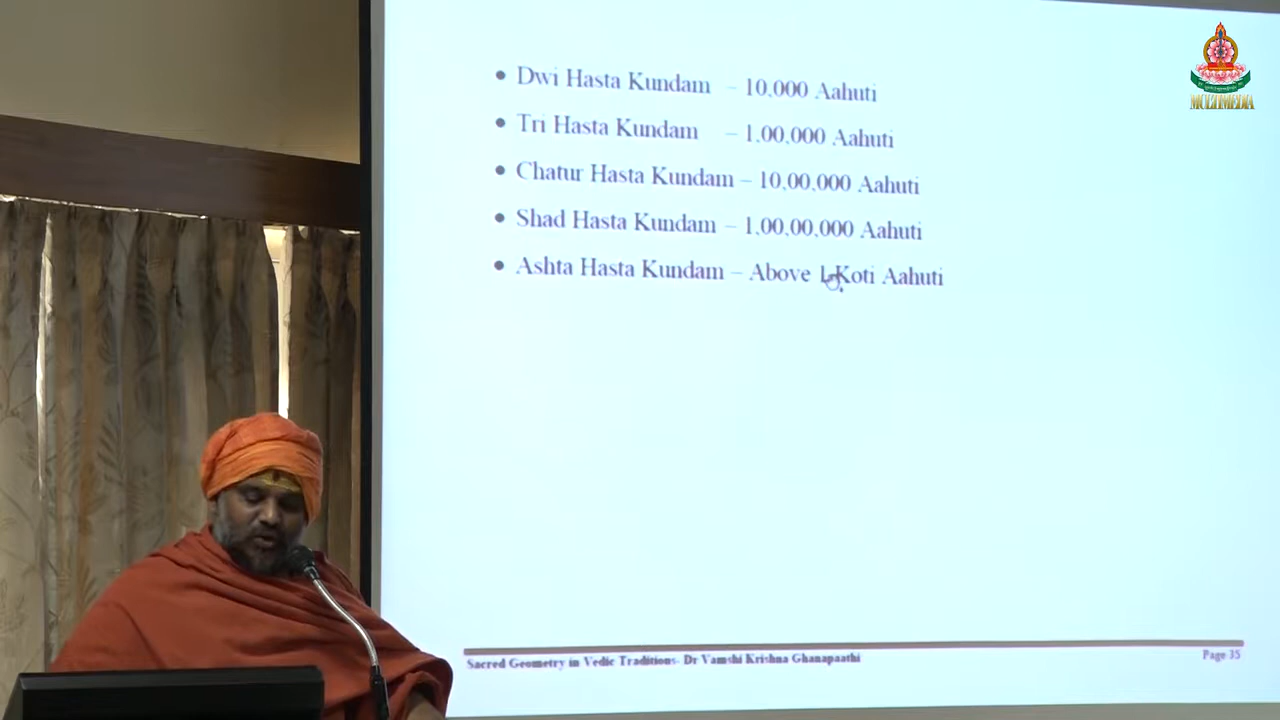 • Dwi Hasta Kundam – 10,000 Aahuti
• Tri Hasta Kundam – 1,00,000 Aahuti
• Chatur Hasta Kundam – 10,00,000 Aahuti
• Shad Hasta Kundam – 1,00,00,000 Aahuti
• Ashta Hasta Kundam – Above 1 Koti Aahuti
Sacred Geometry in Vedic Traditions- Dr Vamshi Krishna Ghanapaathi
Page 35
MULTIMEDIA